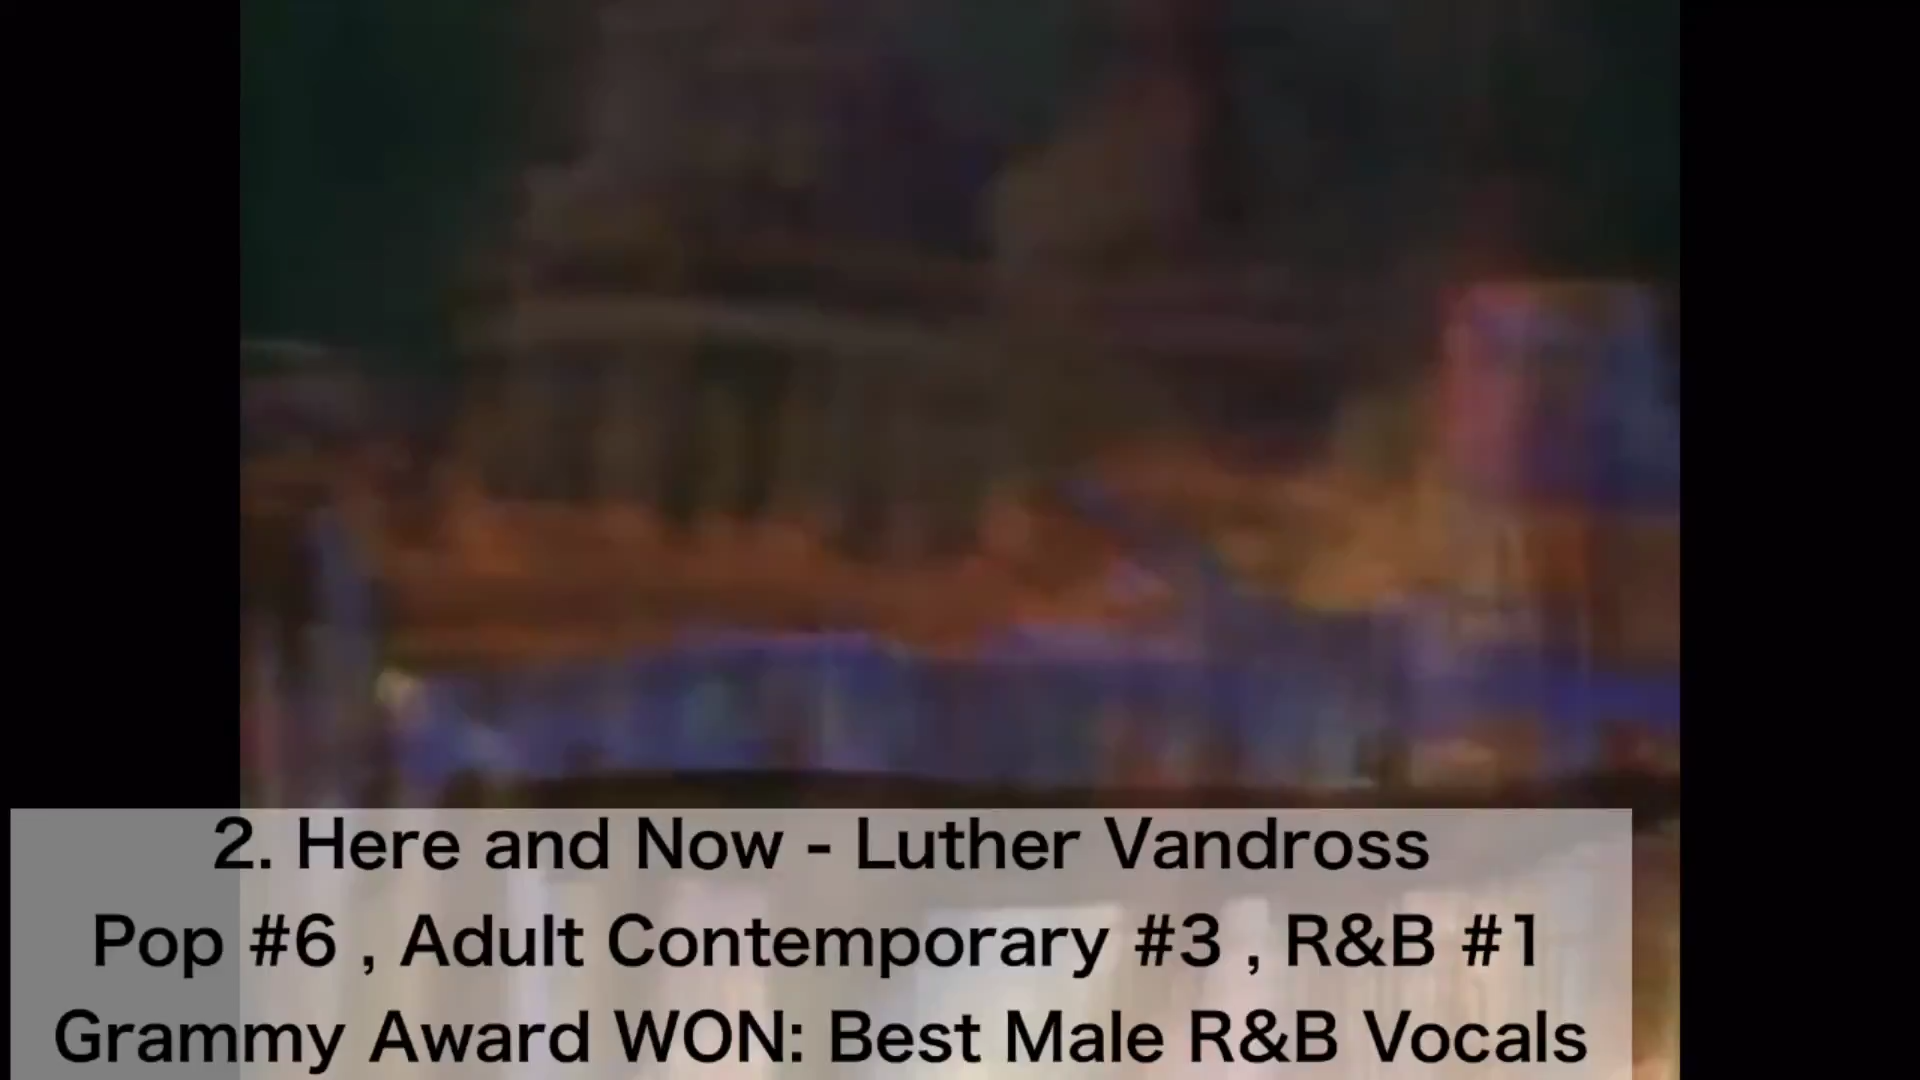 2. Here and Now - Luther Vandross
Pop #6 , Adult Contemporary #3 , R&B #1
Grammy Award WON: Best Male R&B Vocals